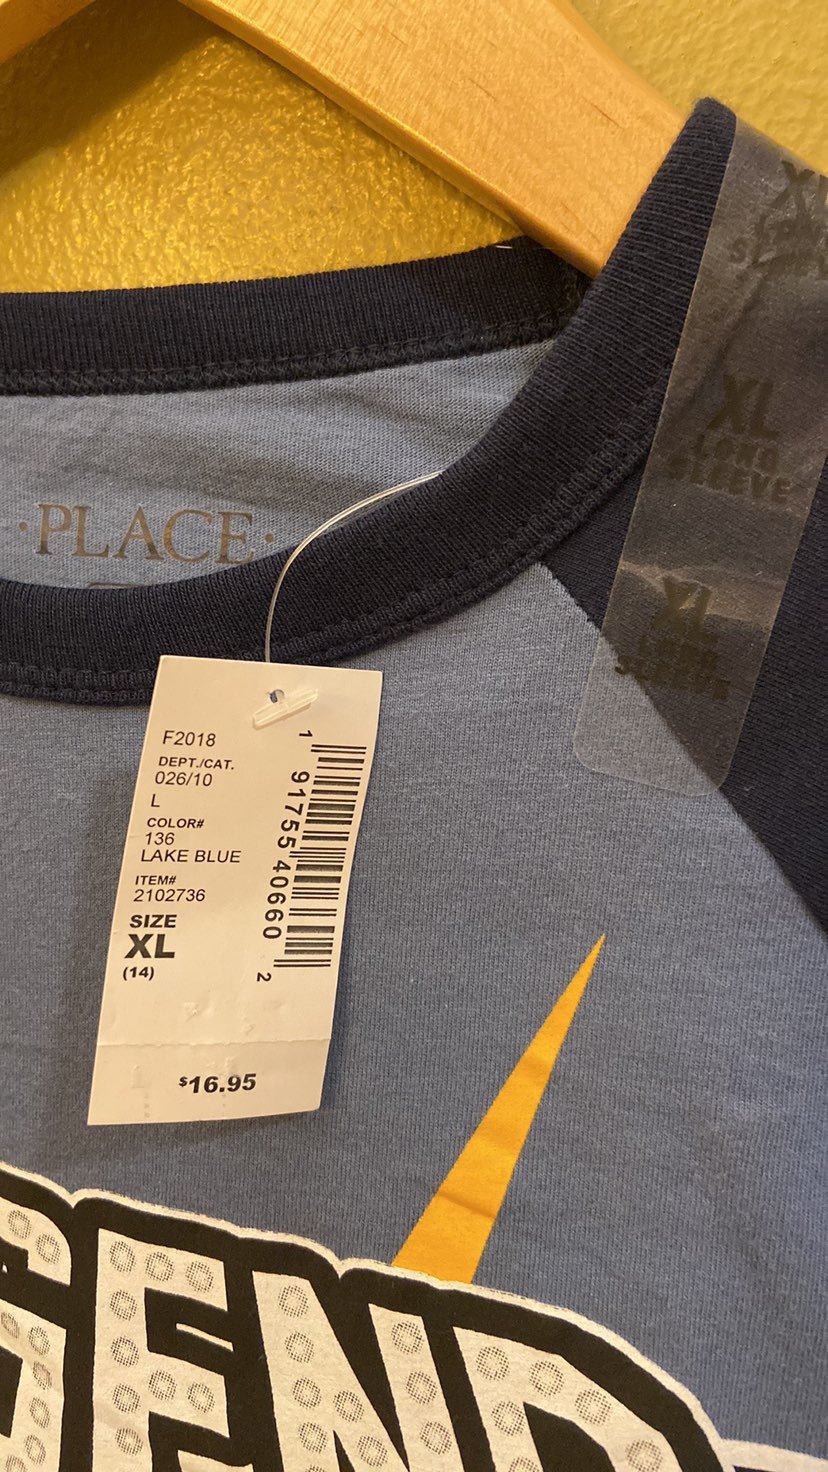 ·PLACE·
XL
LONG
SLEEVE
XL
LONG
SLEEVE
XL
LONG
SLEEVE
F2018
DEPT./CAT.
026/10
L
COLOR#
136
LAKE BLUE
ITEM#
2102736
SIZE
XL
(14)
$16.95
1 91755 40660 2
GEND